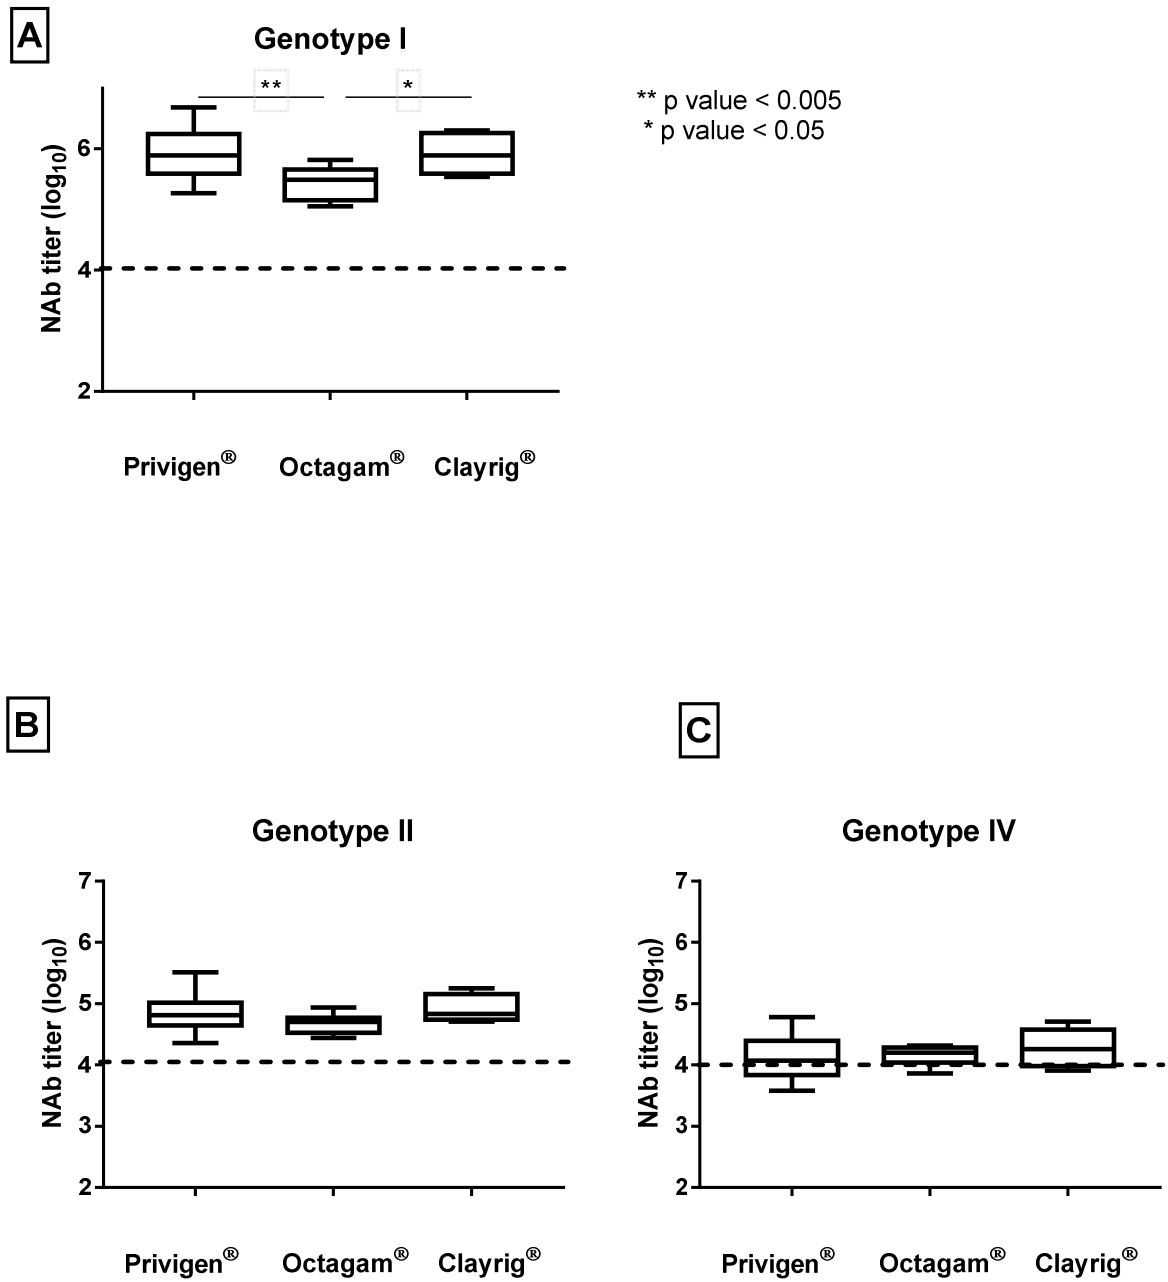 A
Genotype I
** *
** p value < 0.005
* p value < 0.05
NAb titer (log10)
6
4
2
Privigen® Octagam® Clayrig®
B
C
Genotype II
Genotype IV
NAb titer (log10)
7
6
5
4
3
2
Privigen® Octagam® Clayrig®
NAb titer (log10)
7
6
5
4
3
2
Privigen® Octagam® Clayrig®